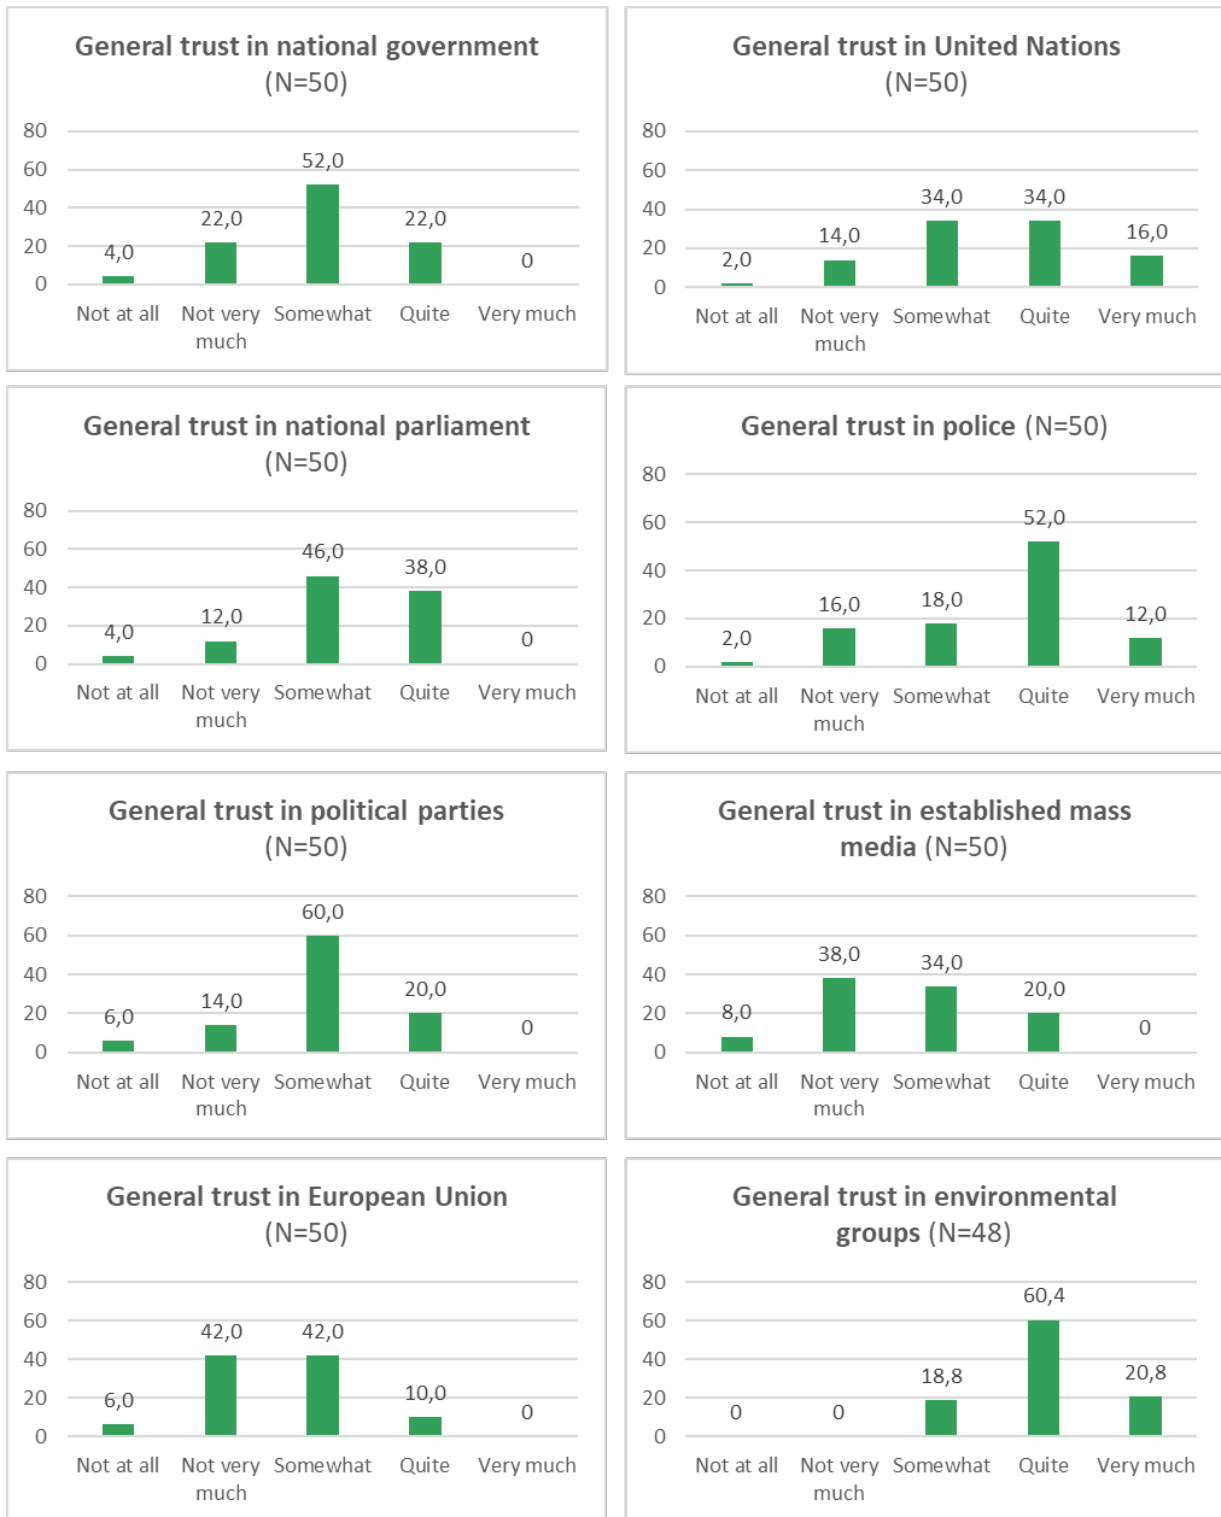 General trust in national government
(N=50)
80
60
40
20
0
4,0
22,0
52,0
22,0
0
Not at all
Not very
much
Somewhat
Quite
Very much
General trust in United Nations
(N=50)
80
60
40
20
0
2,0
14,0
34,0
34,0
16,0
Not at all
Not very
much
Somewhat
Quite
Very much
General trust in national parliament
(N=50)
80
60
40
20
0
4,0
12,0
46,0
38,0
0
Not at all
Not very
much
Somewhat
Quite
Very much
General trust in police (N=50)
80
60
40
20
0
2,0
16,0
18,0
52,0
12,0
Not at all
Not very
much
Somewhat
Quite
Very much
General trust in political parties
(N=50)
80
60
40
20
0
6,0
14,0
60,0
20,0
0
Not at all
Not very
much
Somewhat
Quite
Very much
General trust in established mass
media (N=50)
80
60
40
20
0
8,0
38,0
34,0
20,0
0
Not at all
Not very
much
Somewhat
Quite
Very much
General trust in European Union
(N=50)
80
60
40
20
0
6,0
42,0
42,0
10,0
0
Not at all
Not very
much
Somewhat
Quite
Very much
General trust in environmental
groups (N=48)
80
60
40
20
0
0
0
18,8
60,4
20,8
Not at all
Not very
much
Somewhat
Quite
Very much